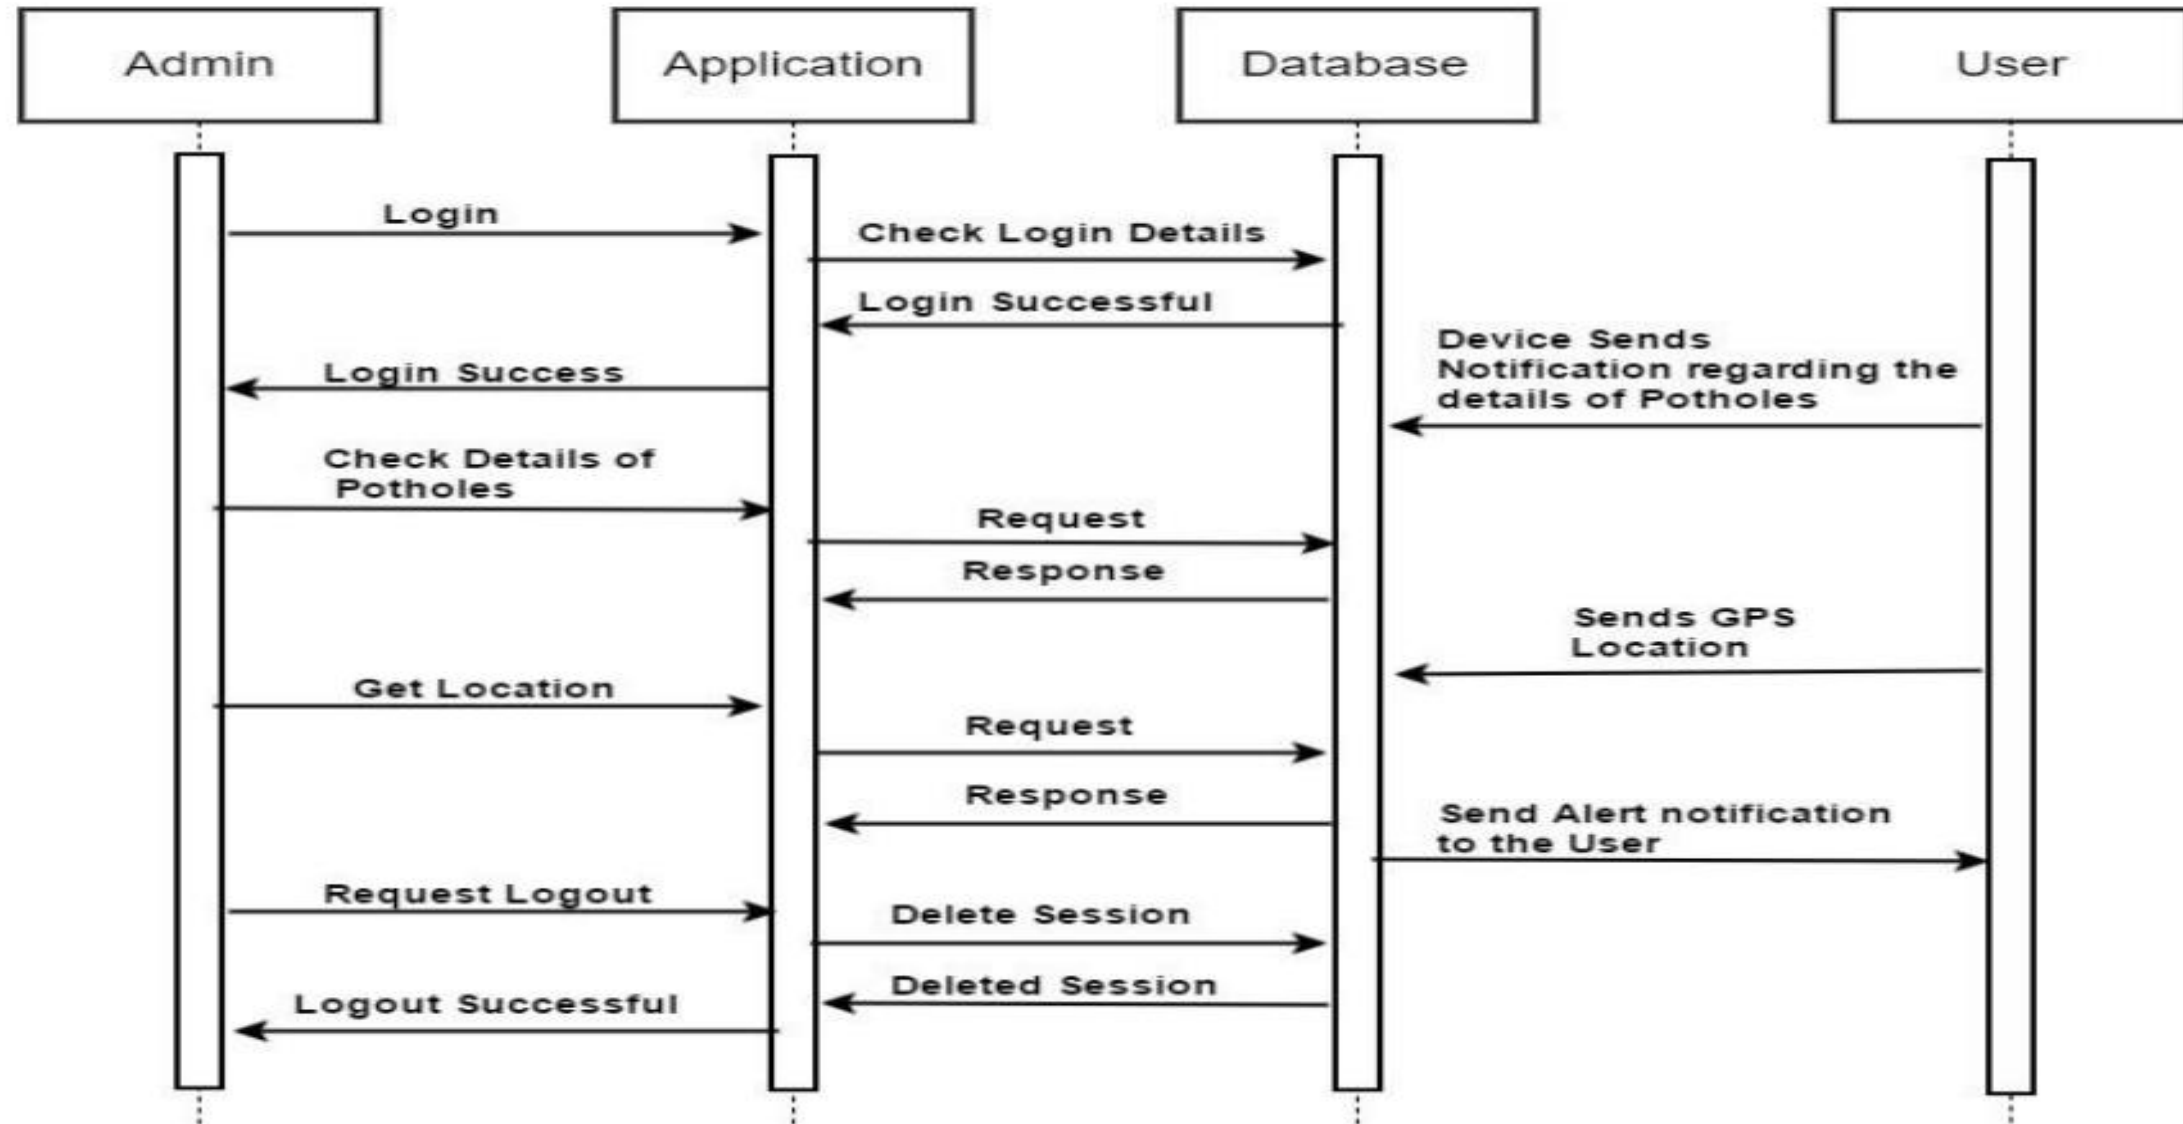 Admin
Application
Database
User
Login
Check Login Details
Login Successful
Device Sends
Notification regarding the
details of Potholes
Login Success
Check Details of
Potholes
Request
Response
Sends GPS
Location
Get Location
Request
Response
Send Alert notification
to the User
Request Logout
Delete Session
Deleted Session
Logout Successful